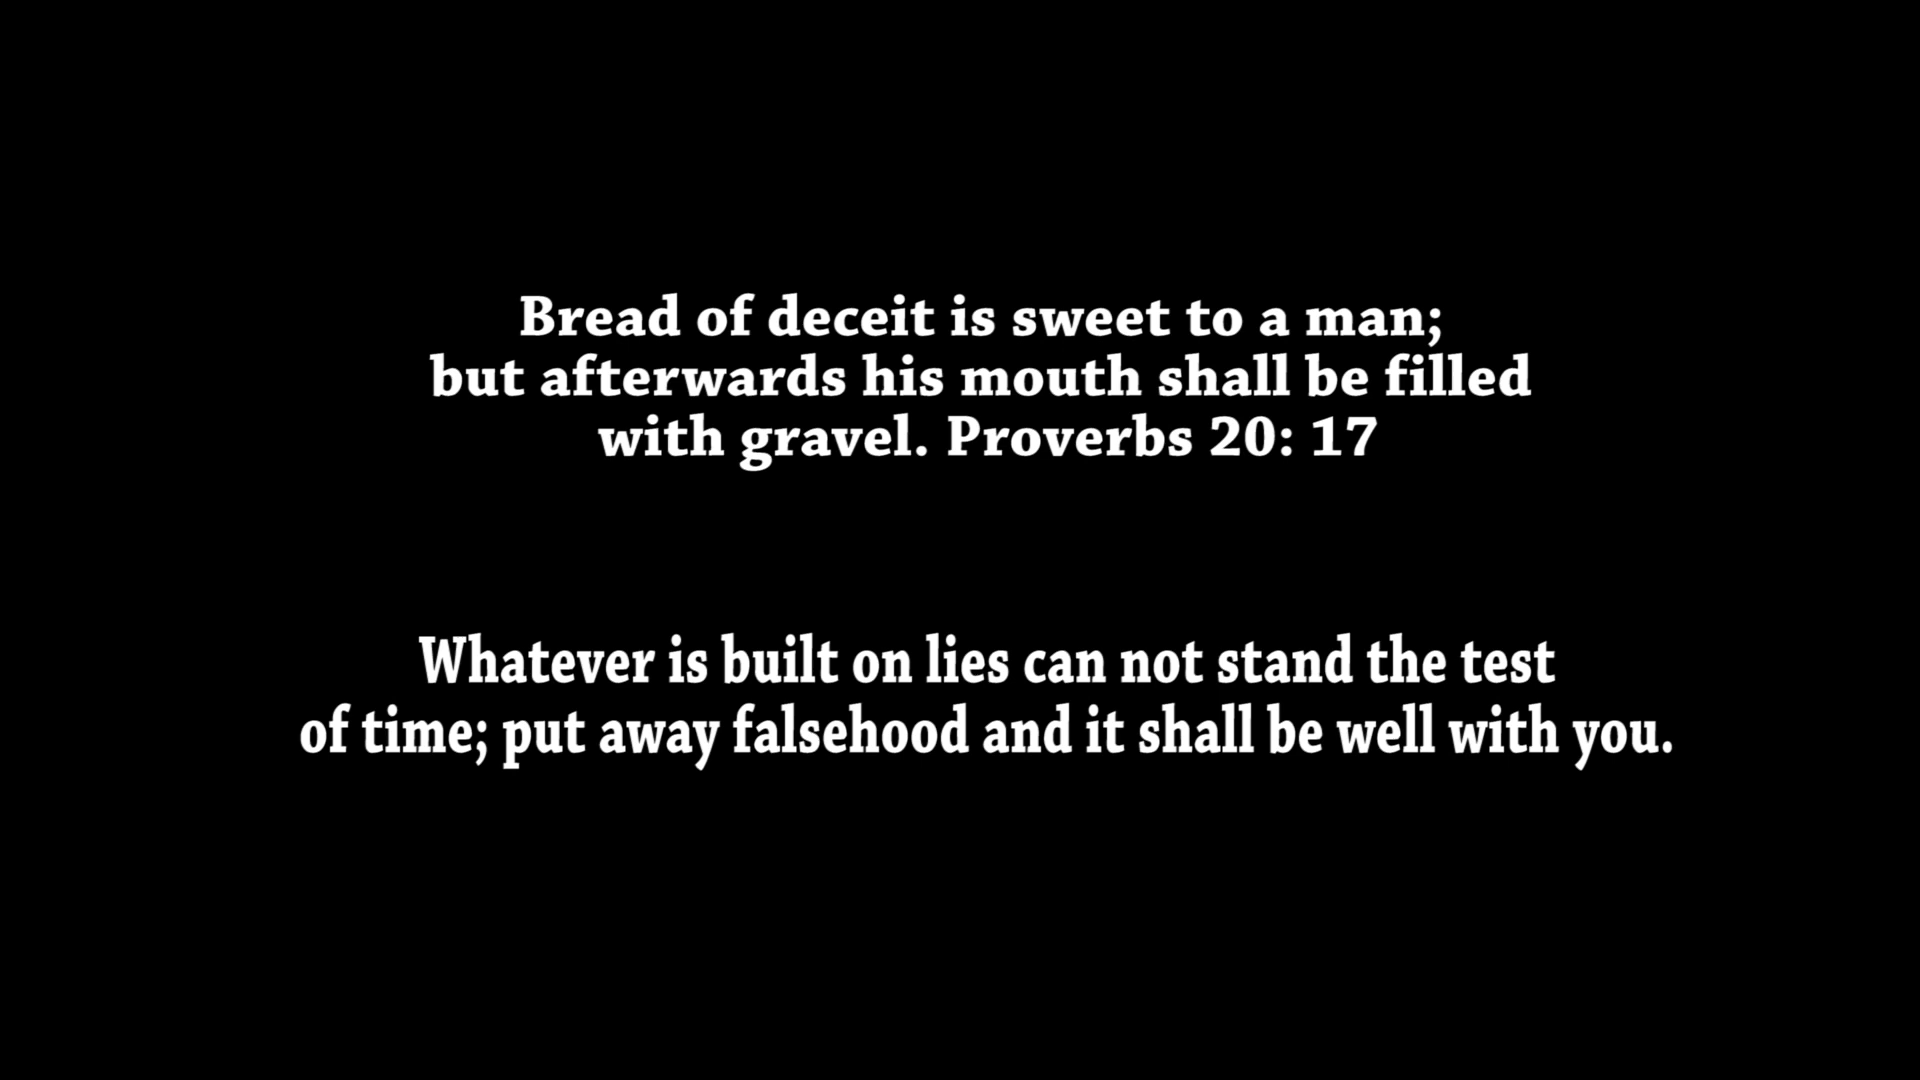 Bread of deceit is sweet to a man;
but afterwards his mouth shall be filled
with gravel. Proverbs 20: 17
Whatever is built on lies can not stand the test
of time; put away falsehood and it shall be well with you.